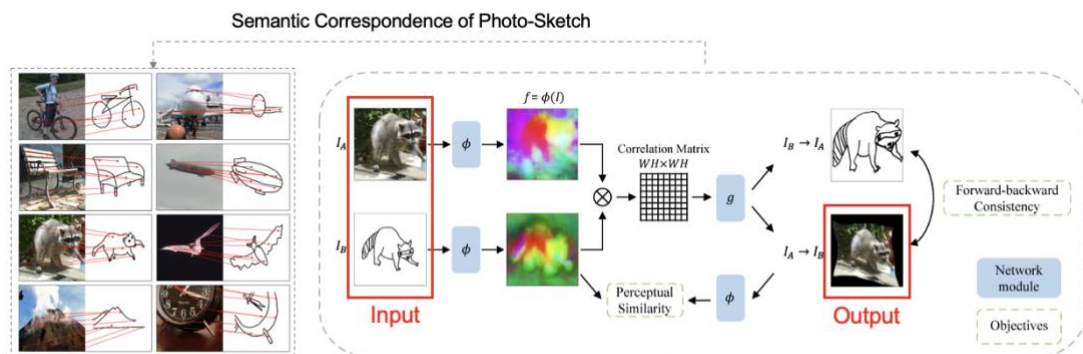 Semantic Correspondence of Photo-Sketch
f = ϕ(I)
I_A
ϕ
Correlation Matrix
WH×WH
g
I_B → I_A
Forward-backward
Consistency
I_B
ϕ
I_A → I_B
Perceptual
Similarity
ϕ
Input
Output
Network
module
Objectives